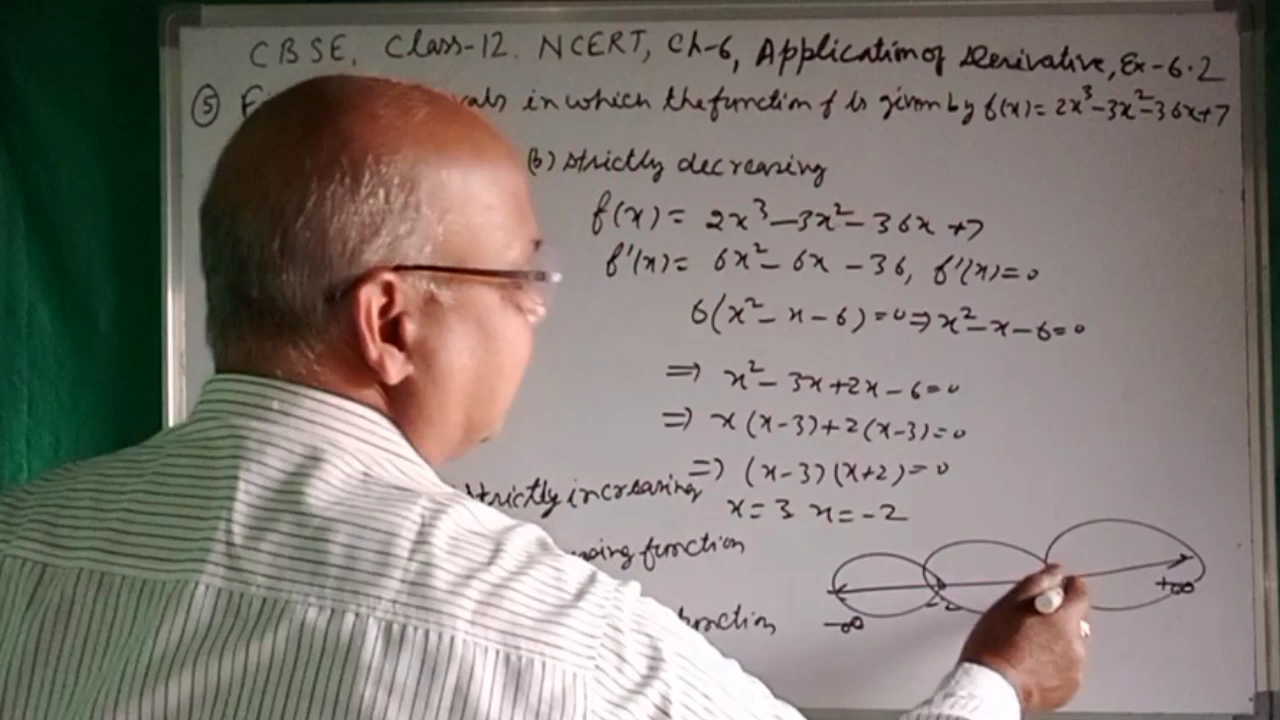 CBSE, Class-12. NCERT, Ch-6, Application of Derivative, Ex-6.2
⑤ in which the function f is given by f(x)= 2x³-3x²-36x+7
(b) strictly decreasing
f(x)= 2x³-3x²-36x+7
f'(x)= 6x²-6x-36, f'(x)=0
6(x²-x-6)=0⇒x²-x-6=0
⇒ x²-3x+2x-6=0
⇒ x(x-3)+2(x-3)=0
⇒ (x-3)(x+2)=0
strictly increasing
x=3 x=-2
function
-∞ -2 +∞